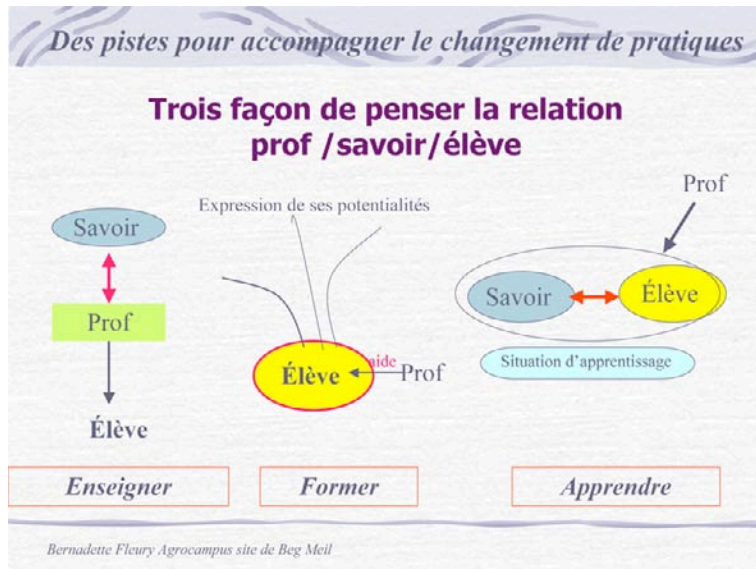 Des pistes pour accompagner le changement de pratiques
Trois façon de penser la relation
prof /savoir/élève
Savoir
Prof
Élève
Enseigner
Expression de ses potentialités
Élève
aide
Prof
Former
Prof
Savoir
Élève
Situation d'apprentissage
Apprendre
Bernadette Fleury Agrocampus site de Beg Meil